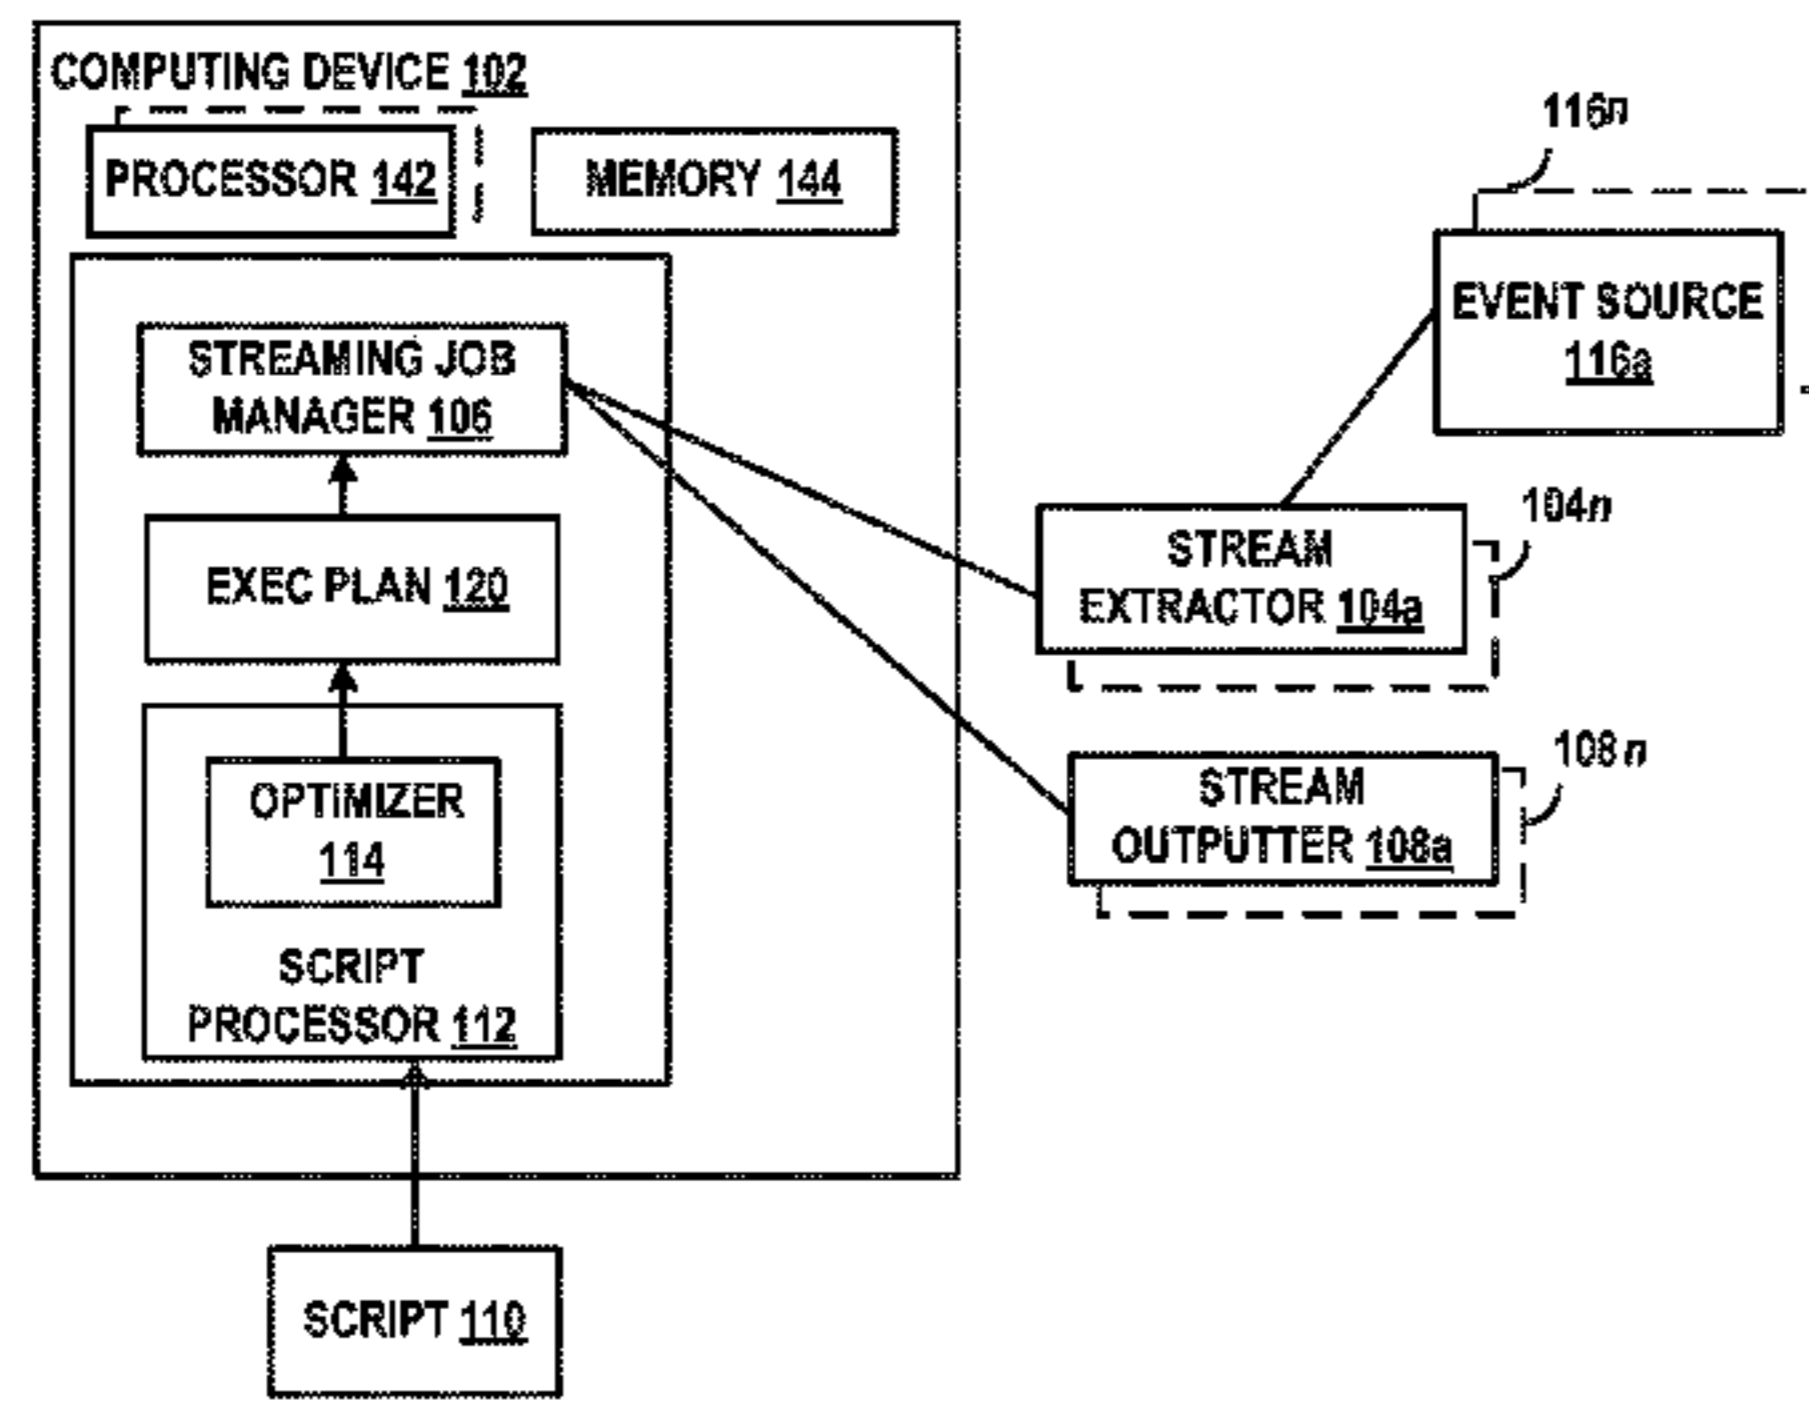 COMPUTING DEVICE 102
PROCESSOR 142
MEMORY 144
STREAMING JOB
MANAGER 106
EXEC PLAN 120
OPTIMIZER
114
SCRIPT
PROCESSOR 112
SCRIPT 110
116n
EVENT SOURCE
116a
104n
STREAM
EXTRACTOR 104a
108n
STREAM
OUTPUTTER 108a